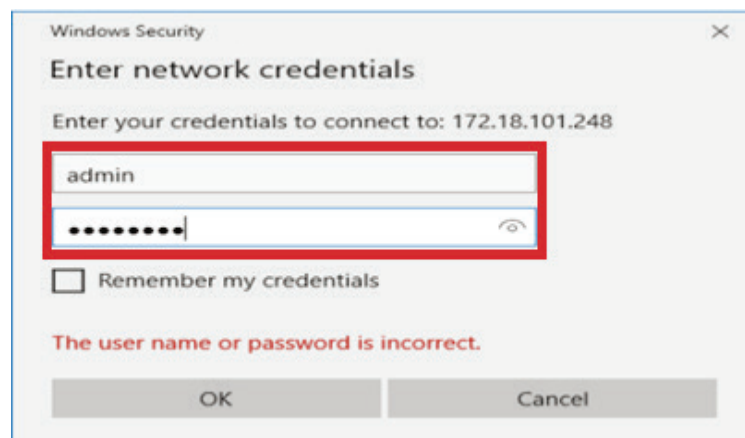 Windows Security
Enter network credentials
Enter your credentials to connect to: 172.18.101.248
admin
••••••••
Remember my credentials
The user name or password is incorrect.
OK Cancel